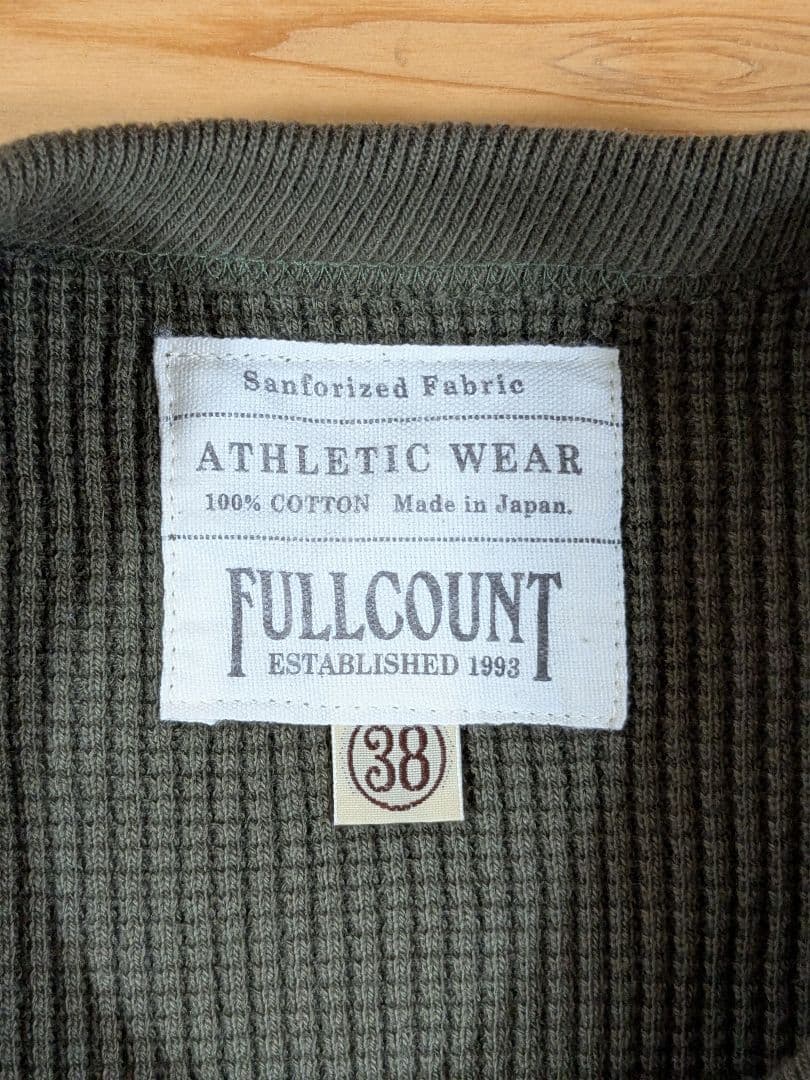 Sanforized Fabric
ATHLETIC WEAR
100% COTTON Made in Japan.
FULLCOUNT
ESTABLISHED 1993
38